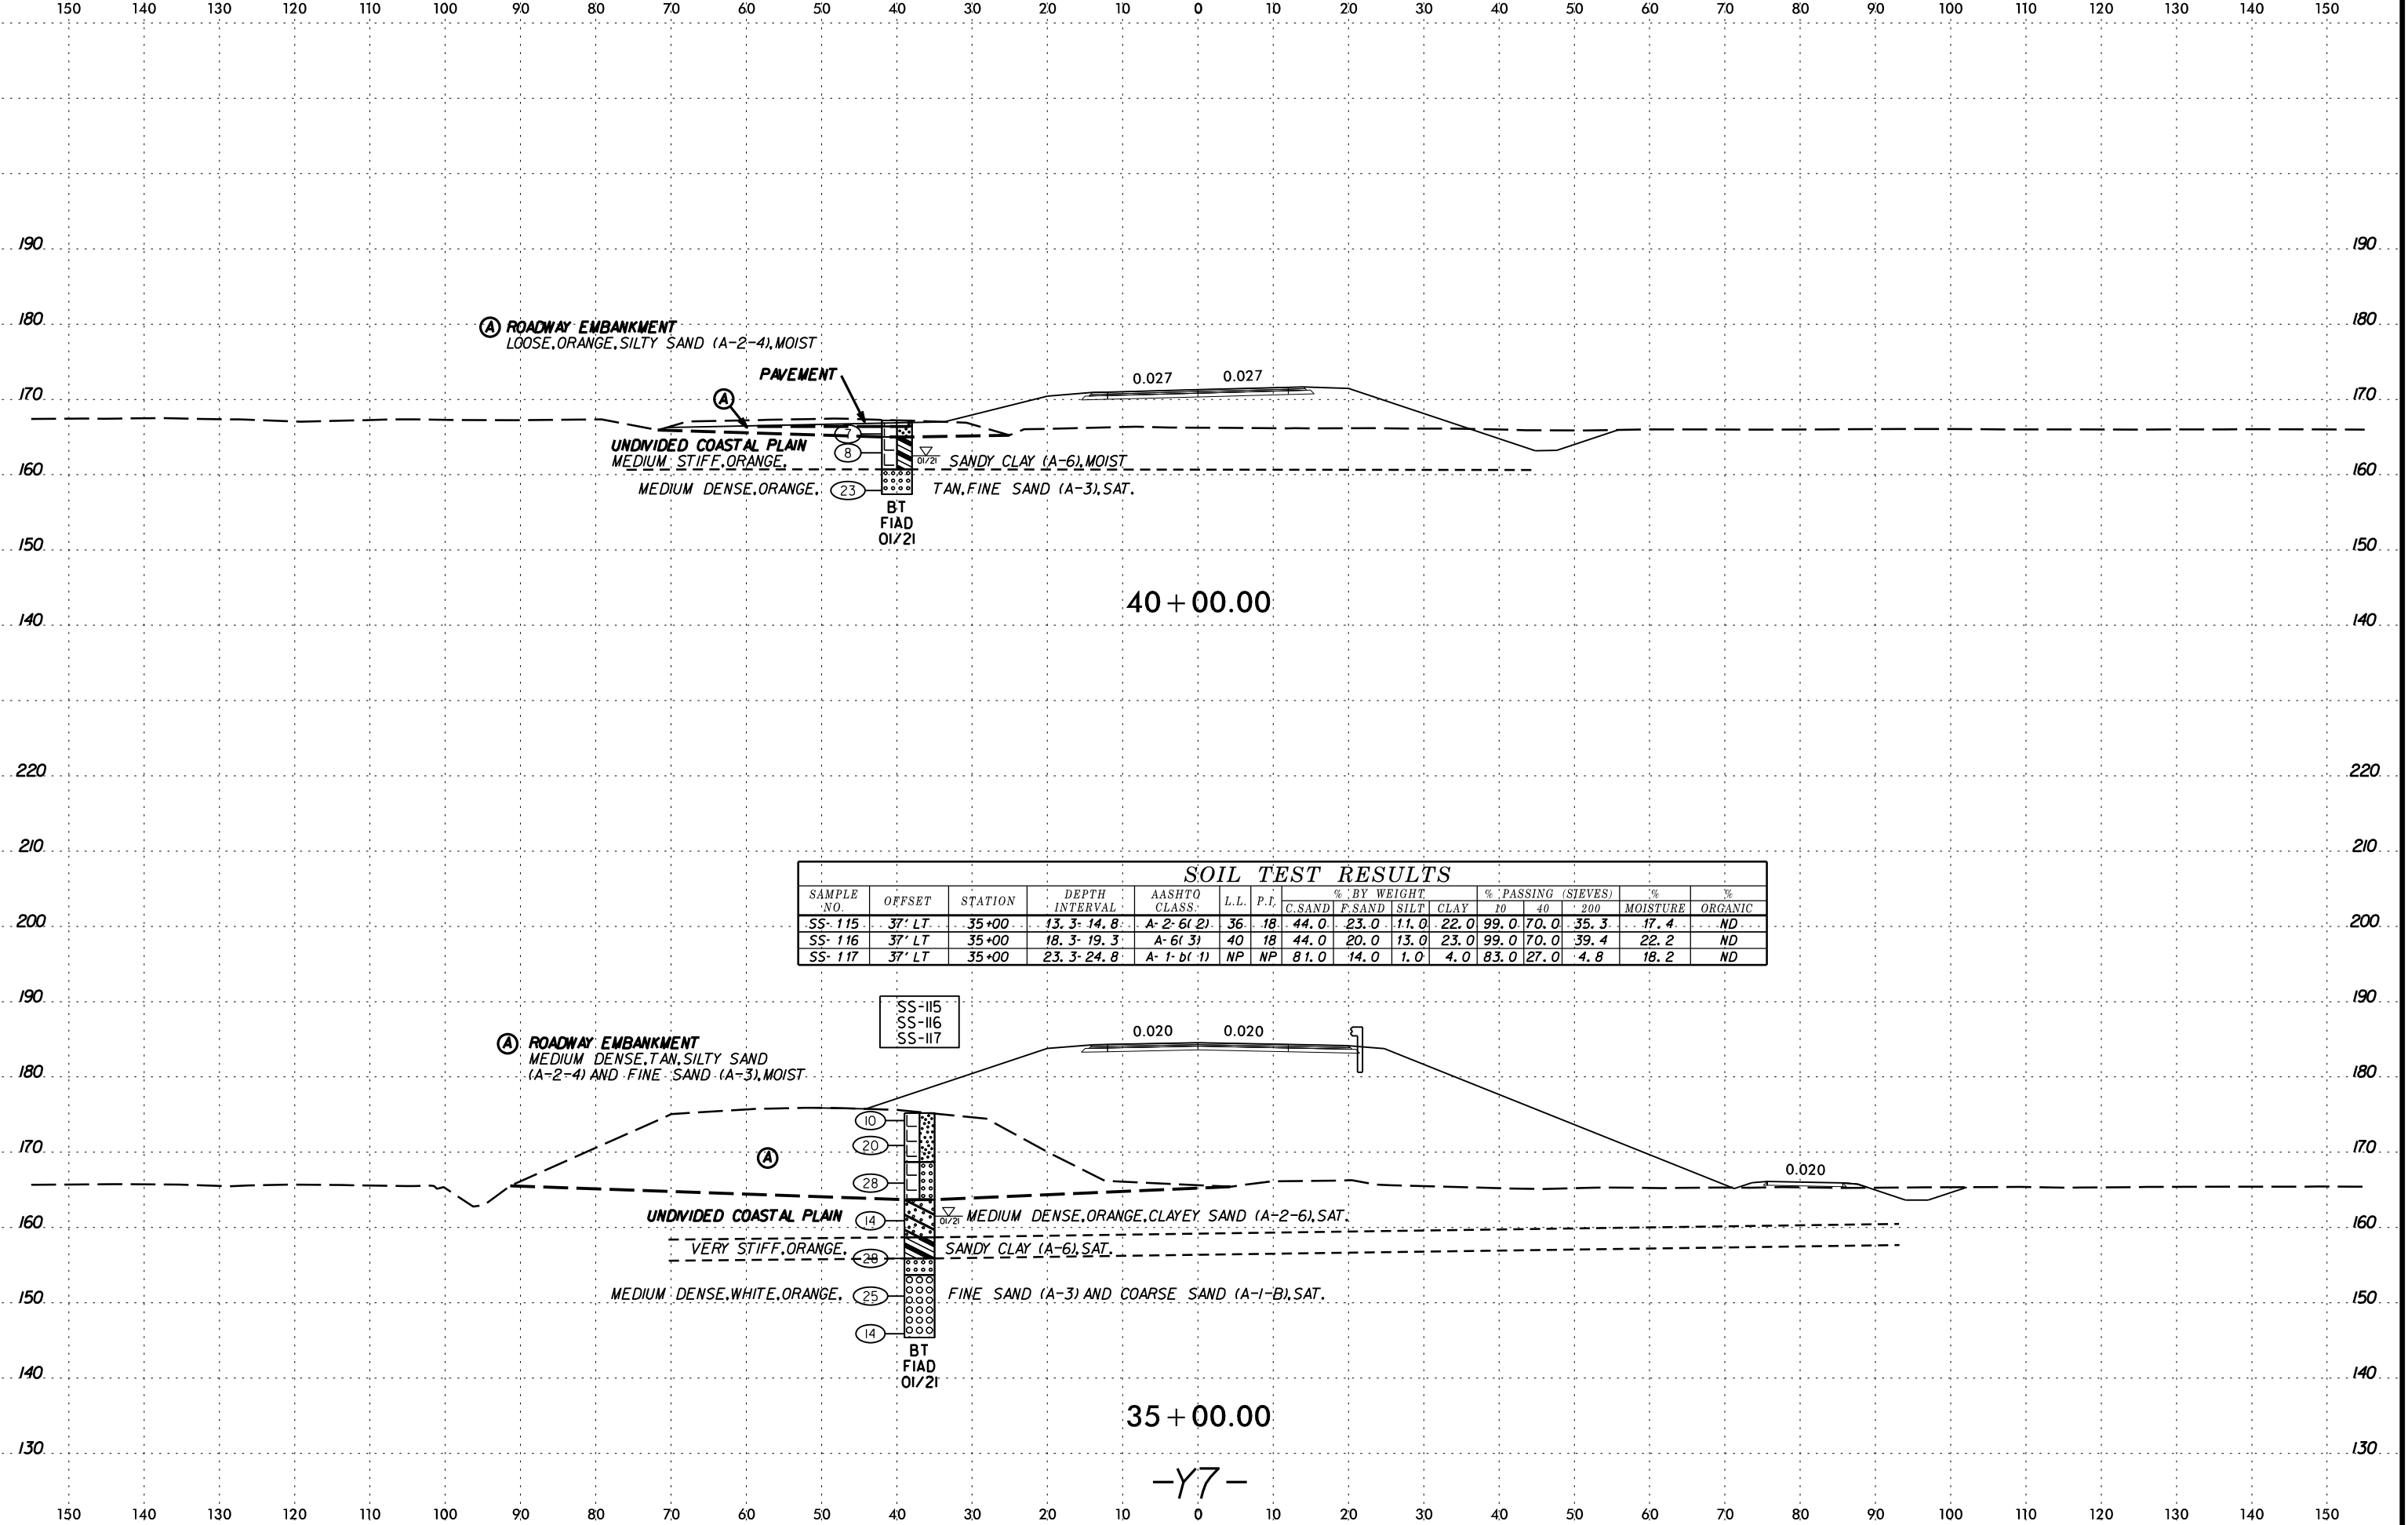 150 140 130 120 110 100 90 80 70 60 50 40 30 20 10 0 10 20 30 40 50 60 70 80 90 100 110 120 130 140 150
190 190
180 180
A ROADWAY EMBANKMENT
LOOSE,ORANGE,SILTY SAND (A-2-4),MOIST
PAVEMENT
0.027 0.027
170 170
A
7
UNDIVIDED COASTAL PLAIN
8
MEDIUM STIFF,ORANGE, 01/21 SANDY CLAY (A-6),MOIST
160 160
MEDIUM DENSE,ORANGE, 23 TAN,FINE SAND (A-3),SAT.
BT
FIAD
01/21
150 150
40+00.00
140 140
220 220
210 210
SOIL TEST RESULTS
SAMPLE NO. OFFSET STATION DEPTH INTERVAL AASHTO CLASS. L.L. P.I. % BY WEIGHT % PASSING (SIEVES) % MOISTURE % ORGANIC
C.SAND F.SAND SILT CLAY 10 40 200
SS-115 37' LT 35+00 13.3-14.8 A-2-6(2) 36 18 44.0 23.0 11.0 22.0 99.0 70.0 35.3 17.4 ND
200 200
SS-116 37' LT 35+00 18.3-19.3 A-6(3) 40 18 44.0 20.0 13.0 23.0 99.0 70.0 39.4 22.2 ND
SS-117 37' LT 35+00 23.3-24.8 A-1-b(1) NP NP 81.0 14.0 1.0 4.0 83.0 27.0 4.8 18.2 ND
190 190
SS-115
SS-116
SS-117
0.020 0.020
A ROADWAY EMBANKMENT
MEDIUM DENSE,TAN,SILTY SAND
(A-2-4) AND FINE SAND (A-3),MOIST
180 180
10
20
170 170
A
0.020
28
UNDIVIDED COASTAL PLAIN 14 01/21 MEDIUM DENSE,ORANGE,CLAYEY SAND (A-2-6),SAT.
160 160
VERY STIFF,ORANGE, SANDY CLAY (A-6),SAT.
28
MEDIUM DENSE,WHITE,ORANGE, 25 FINE SAND (A-3) AND COARSE SAND (A-1-B),SAT.
150 150
14
BT
FIAD
01/21
140 140
35+00.00
130 130
-Y7-
150 140 130 120 110 100 90 80 70 60 50 40 30 20 10 0 10 20 30 40 50 60 70 80 90 100 110 120 130 140 150